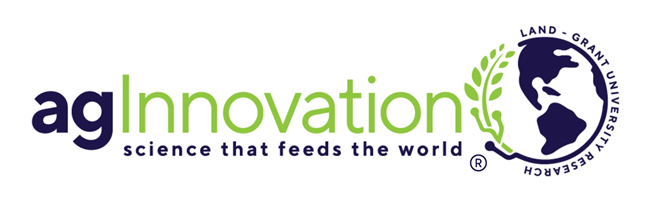 agInnovation
science that feeds the world ®
LAND - GRANT UNIVERSITY RESEARCH